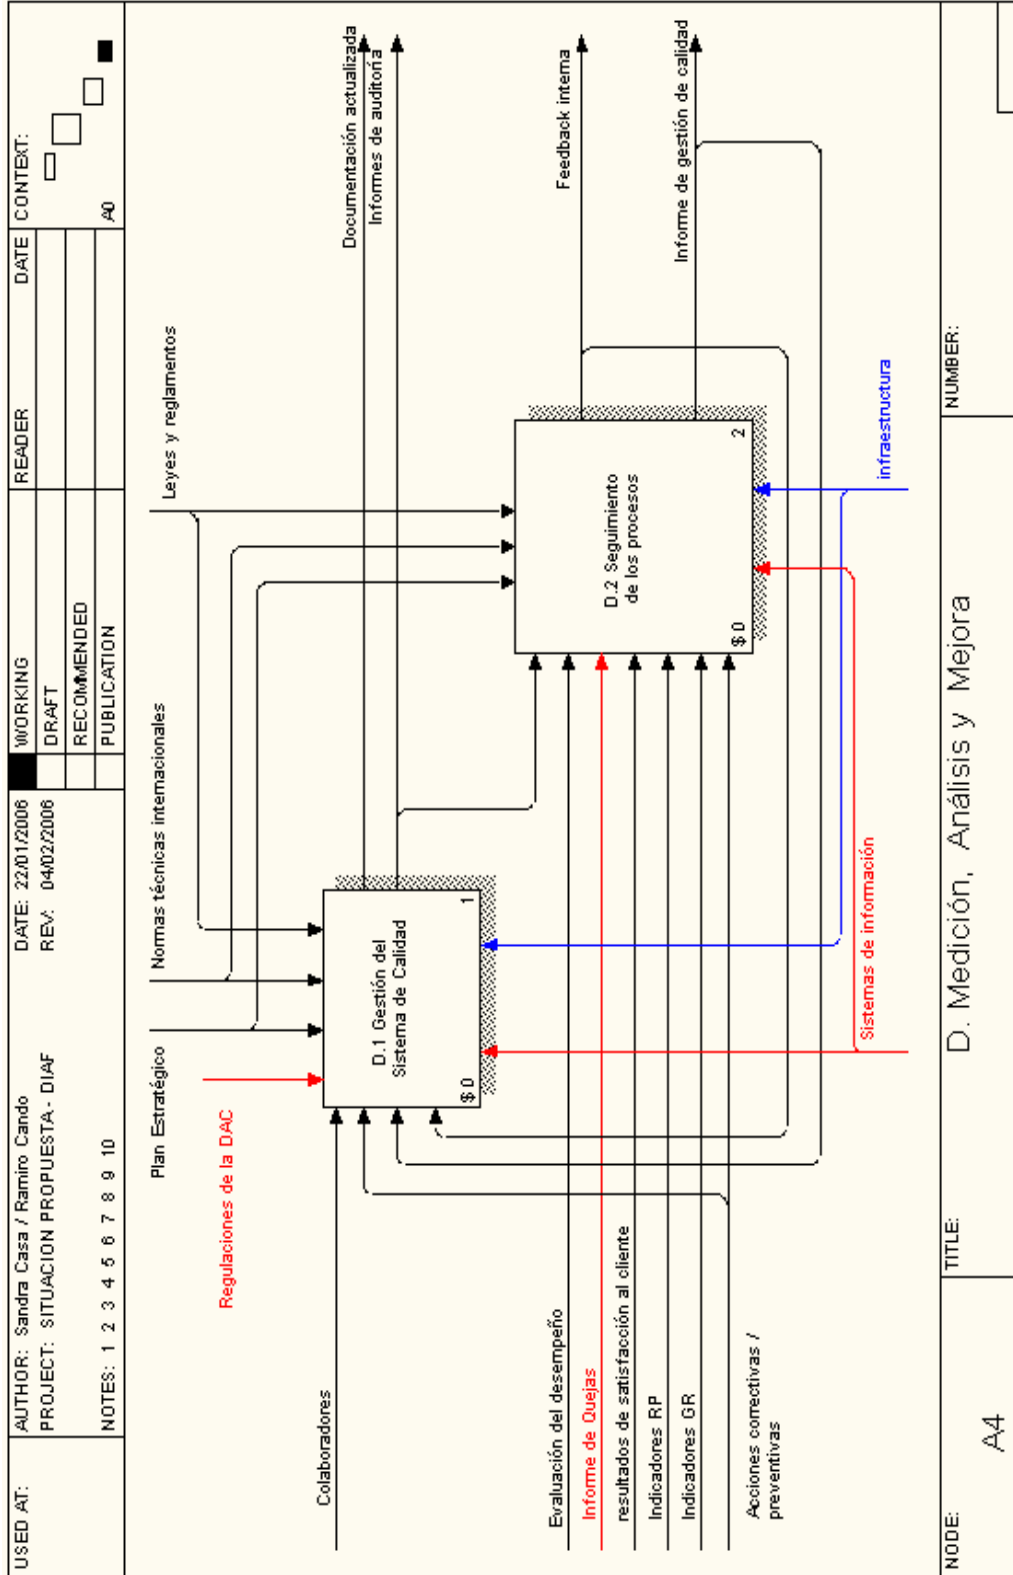 USED AT:
AUTHOR: Sandra Casa / Ramiro Cando
DATE: 22/01/2006
WORKING
READER
DATE
CONTEXT:
PROJECT: SITUACION PROPUESTA - DIAF
REV: 04/02/2006
DRAFT
RECOMMENDED
NOTES: 1 2 3 4 5 6 7 8 9 10
PUBLICATION
A0
Plan Estratégico
Normas técnicas internacionales
Leyes y reglamentos
Regulaciones de la DAC
Colaboradores
D.1 Gestión del
Sistema de Calidad
$ 0
1
Documentación actualizada
Informes de auditoría
Evaluación del desempeño
Informe de Quejas
resultados de satisfacción al cliente
Indicadores RP
Indicadores GR
Acciones correctivas /
preventivas
D.2 Seguimiento
de los procesos
$ 0
2
Feedback interna
Informe de gestión de calidad
Sistemas de información
infraestructura
NODE:
A4
TITLE:
D. Medición, Análisis y Mejora
NUMBER: